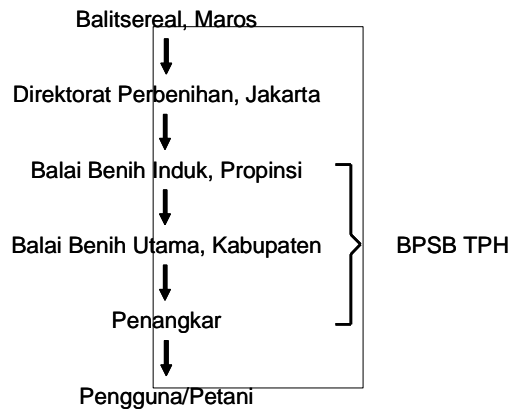 Balitsereal, Maros
Direktorat Perbenihan, Jakarta
Balai Benih Induk, Propinsi
Balai Benih Utama, Kabupaten
BPSB TPH
Penangkar
Pengguna/Petani